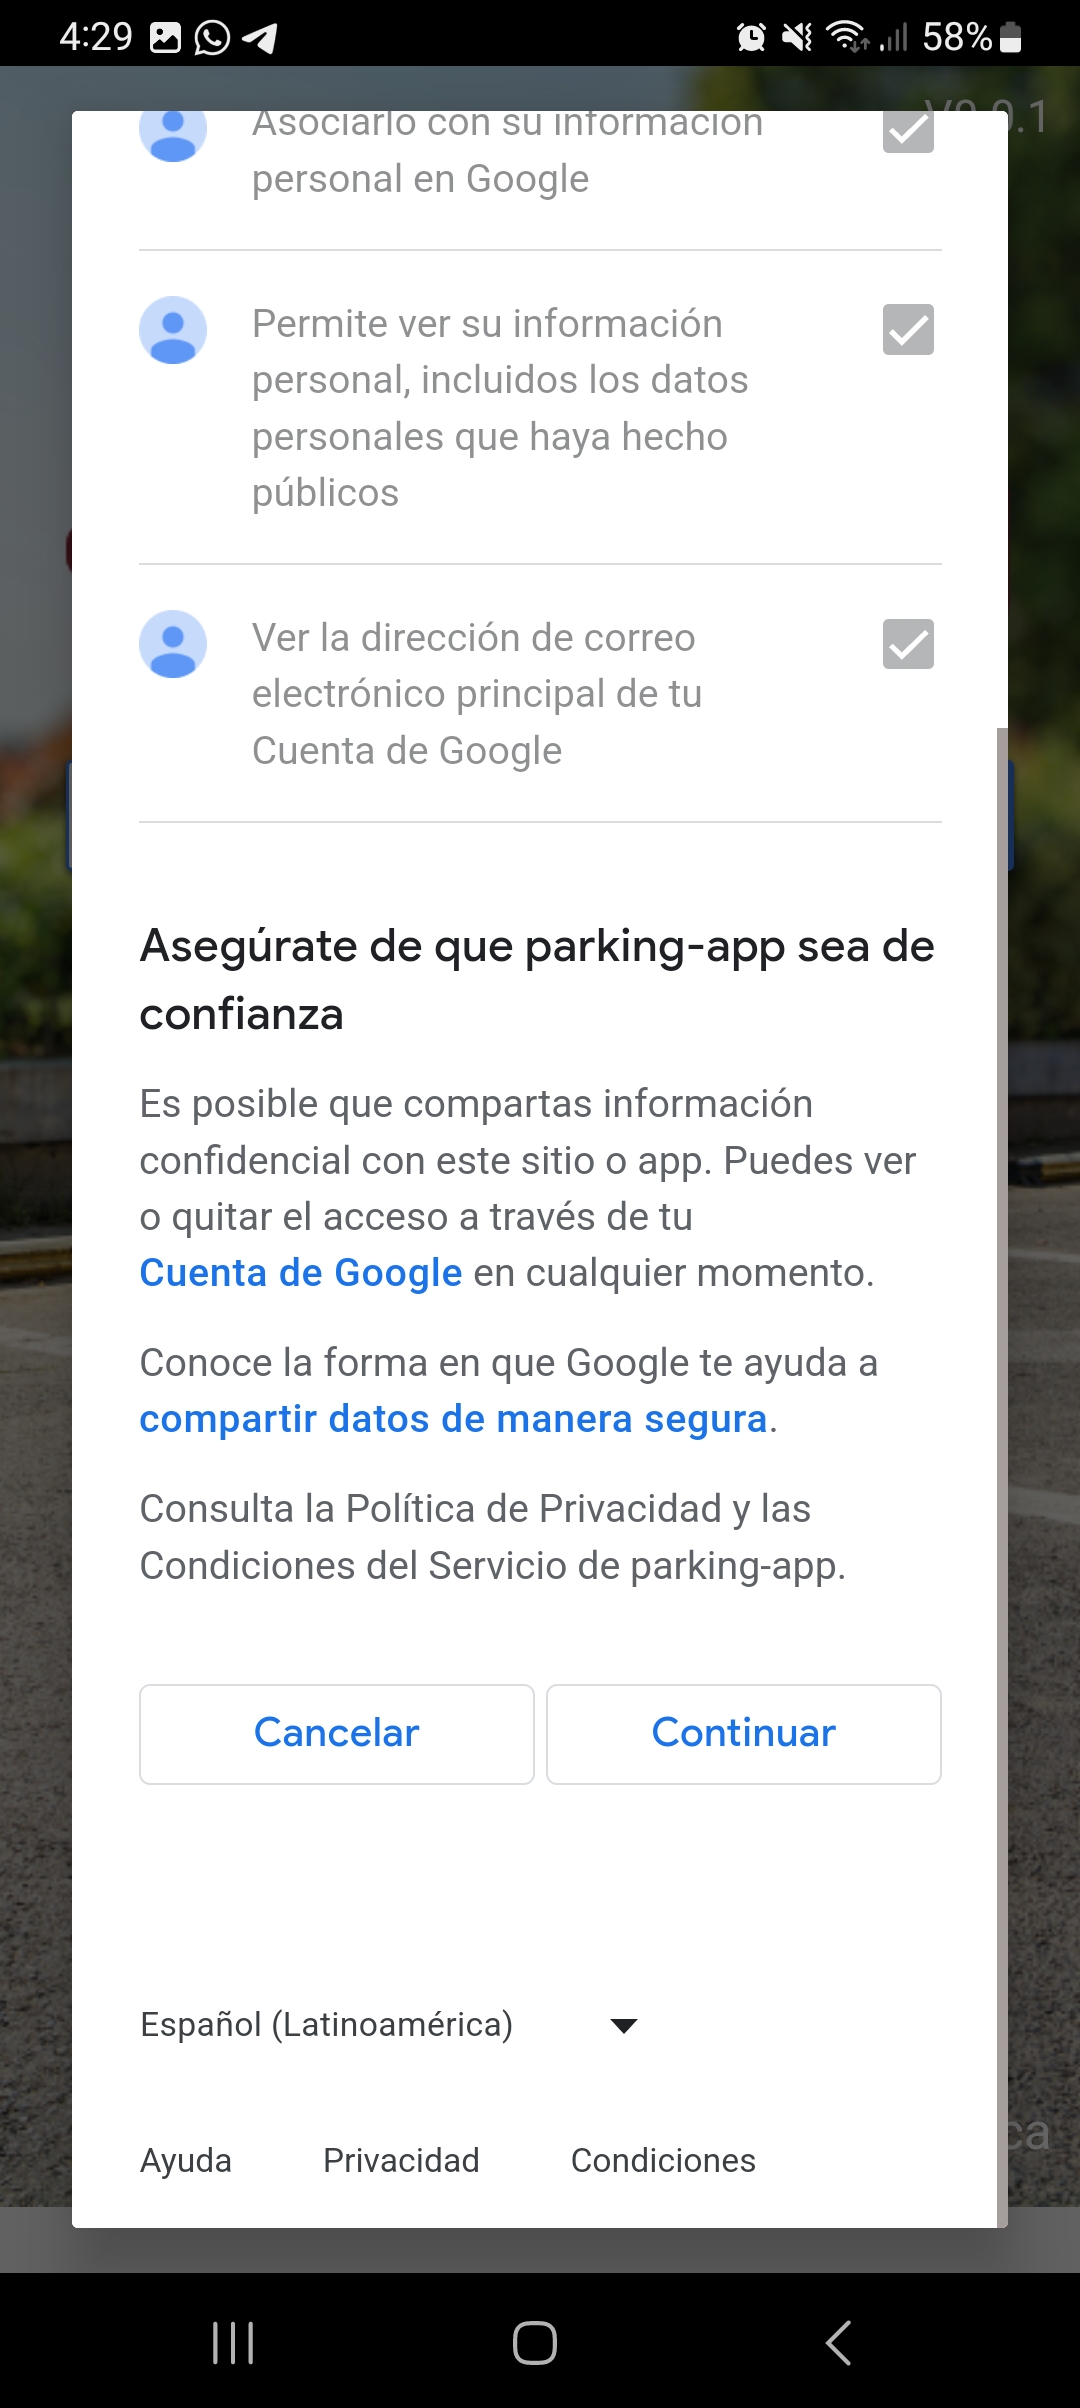 4:29
58%
Asociarlo con su información
personal en Google
Permite ver su información
personal, incluidos los datos
personales que haya hecho
públicos
Ver la dirección de correo
electrónico principal de tu
Cuenta de Google
Asegúrate de que parking-app sea de
confianza
Es posible que compartas información
confidencial con este sitio o app. Puedes ver
o quitar el acceso a través de tu
Cuenta de Google en cualquier momento.
Conoce la forma en que Google te ayuda a
compartir datos de manera segura.
Consulta la Política de Privacidad y las
Condiciones del Servicio de parking-app.
Cancelar Continuar
Español (Latinoamérica)
Ayuda Privacidad Condiciones